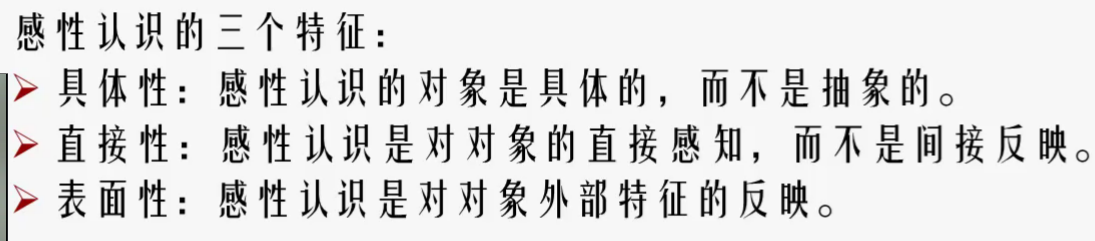 感性认识的三个特征：
具体性：感性认识的对象是具体的，而不是抽象的。
直接性：感性认识是对对象的直接感知，而不是间接反映。
表面性：感性认识是对对象外部特征的反映。